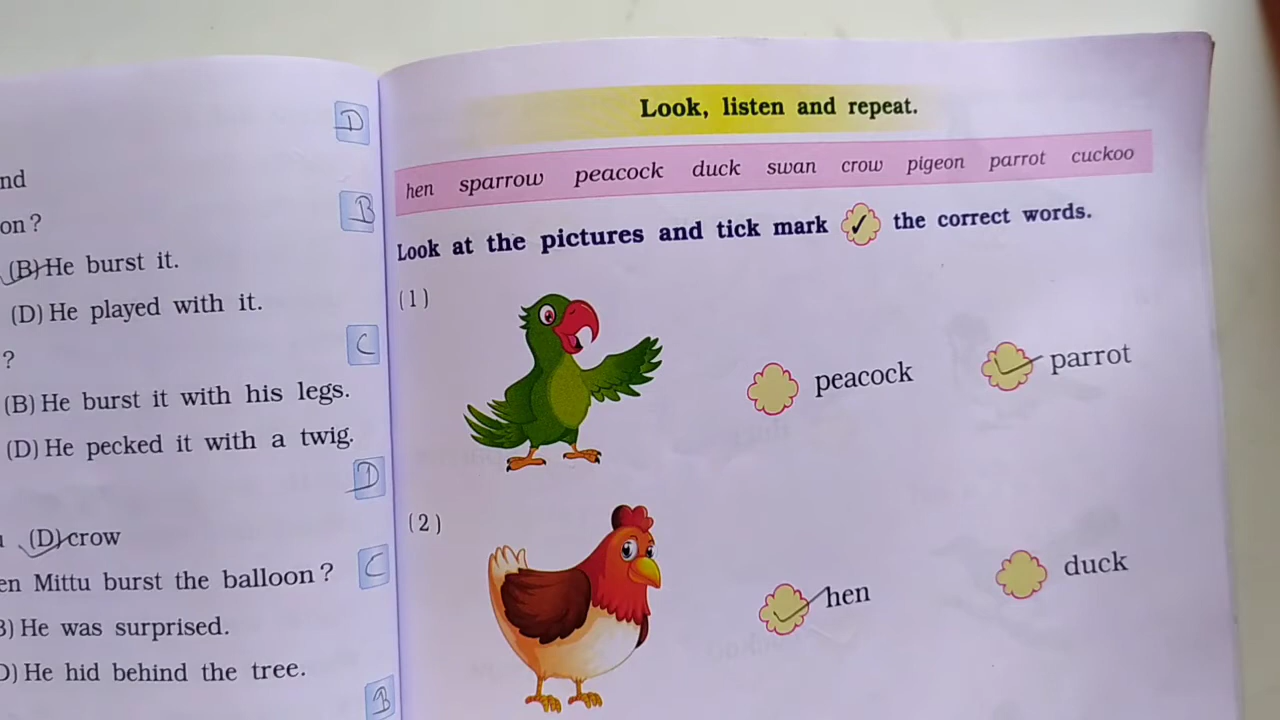 D
nd
B
on?
(B) He burst it.
(D) He played with it.
C
?
(B) He burst it with his legs.
(D) He pecked it with a twig.
D
(D) crow
en Mittu burst the balloon? C
B) He was surprised.
D) He hid behind the tree.
B
Look, listen and repeat.
hen sparrow peacock duck swan crow pigeon parrot cuckoo
Look at the pictures and tick mark ✓ the correct words.
(1)
peacock ✓ parrot
(2)
✓ hen duck